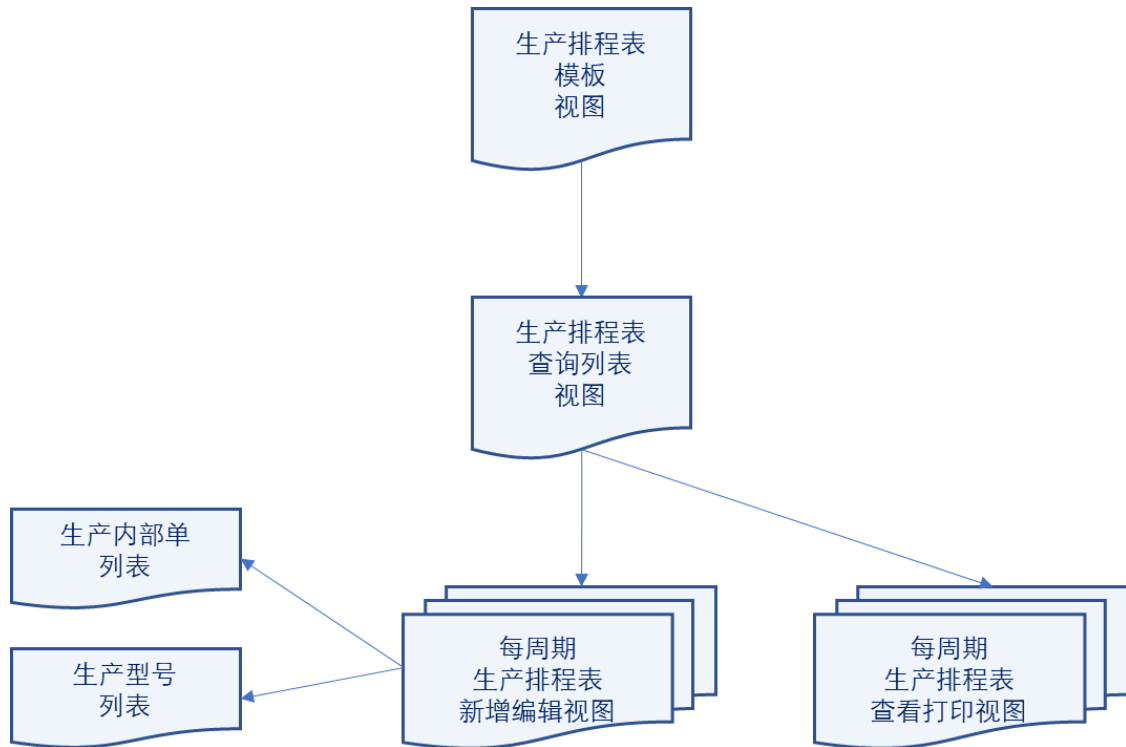 生产排程表
模板
视图
生产排程表
查询列表
视图
生产内部单
列表
生产型号
列表
每周期
生产排程表
新增编辑视图
每周期
生产排程表
查看打印视图